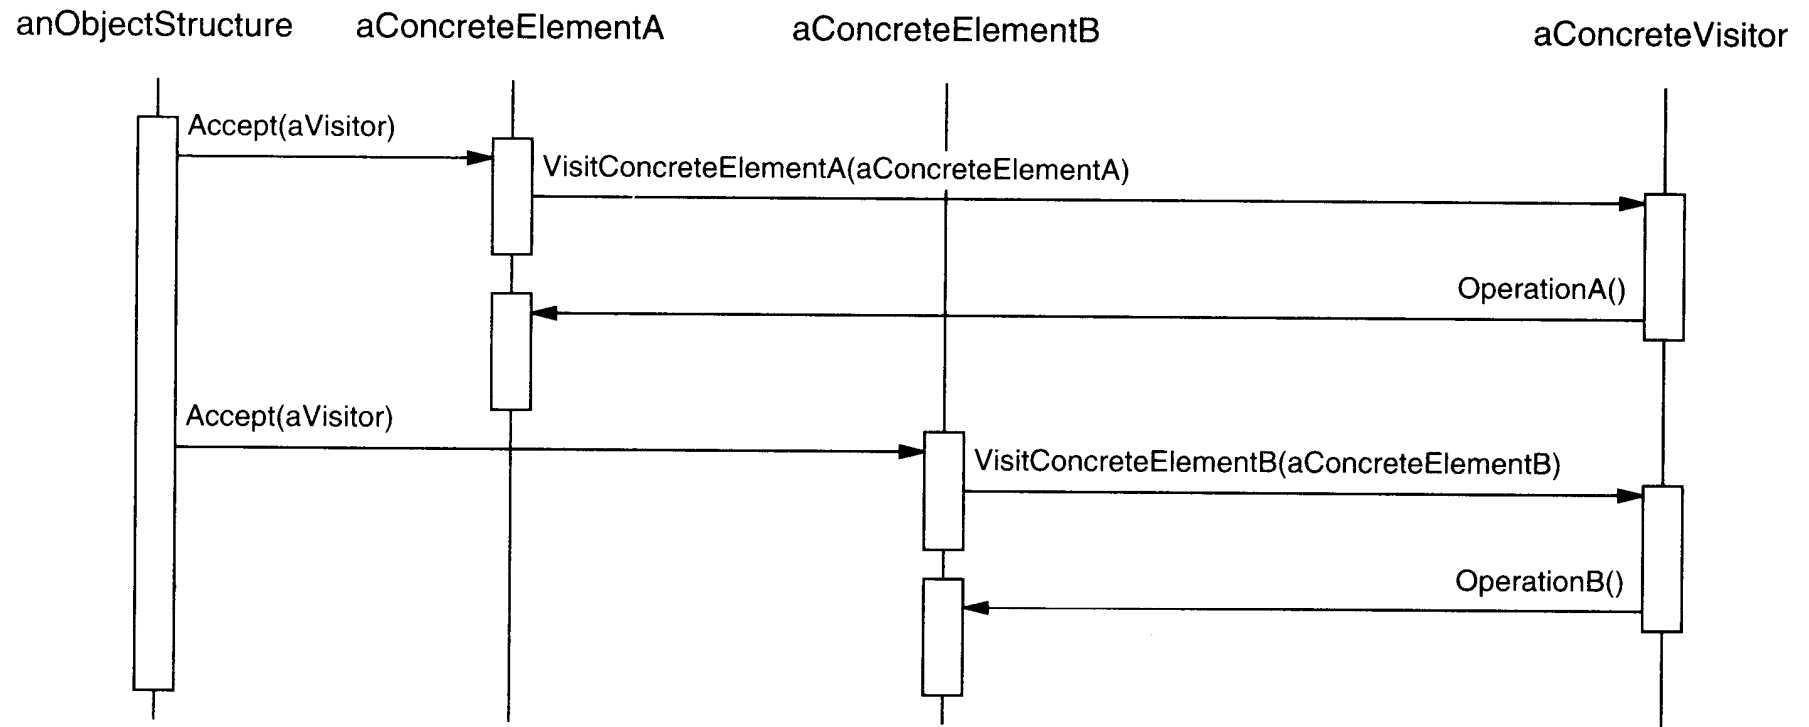 anObjectStructure aConcreteElementA aConcreteElementB aConcreteVisitor
Accept(aVisitor)
VisitConcreteElementA(aConcreteElementA)
OperationA()
Accept(aVisitor)
VisitConcreteElementB(aConcreteElementB)
OperationB()